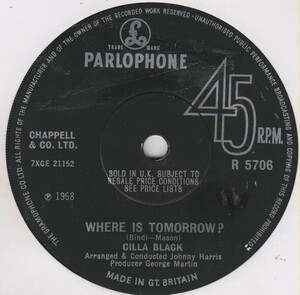 THE GRAMOPHONE CO. LTD. ALL RIGHTS OF THE MANUFACTURER AND OF THE OWNER OF THE RECORDED WORK RESERVED
UNAUTHORISED PUBLIC PERFORMANCE BROADCASTING AND COPYING OF THIS RECORD PROHIBITED
TRADE MARK
PARLOPHONE
45
R.P.M.
CHAPPELL
& CO. LTD.
7XCE 21152
R 5706
SOLD IN U.K. SUBJECT TO
RESALE PRICE CONDITIONS
SEE PRICE LISTS
℗ 1968
WHERE IS TOMORROW?
(Bindi—Mason)
CILLA BLACK
Arranged & Conducted Johnny Harris
Producer George Martin
MADE IN GT. BRITAIN